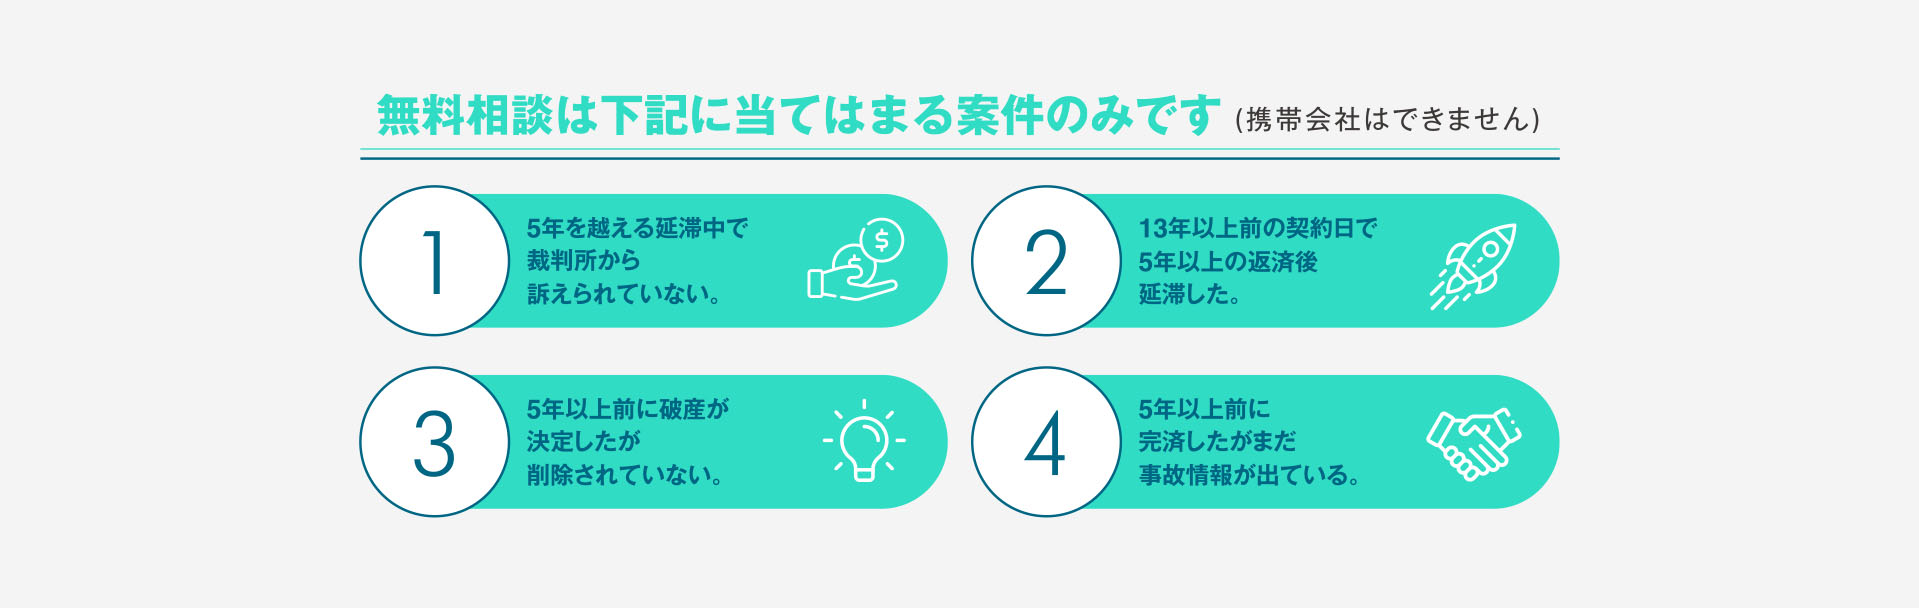 無料相談は下記に当てはまる案件のみです (携帯会社はできません)
1
5年を越える延滞中で
裁判所から
訴えられていない。
2
13年以上前の契約日で
5年以上の返済後
延滞した。
3
5年以上前に破産が
決定したが
削除されていない。
4
5年以上前に
完済したがまだ
事故情報が出ている。